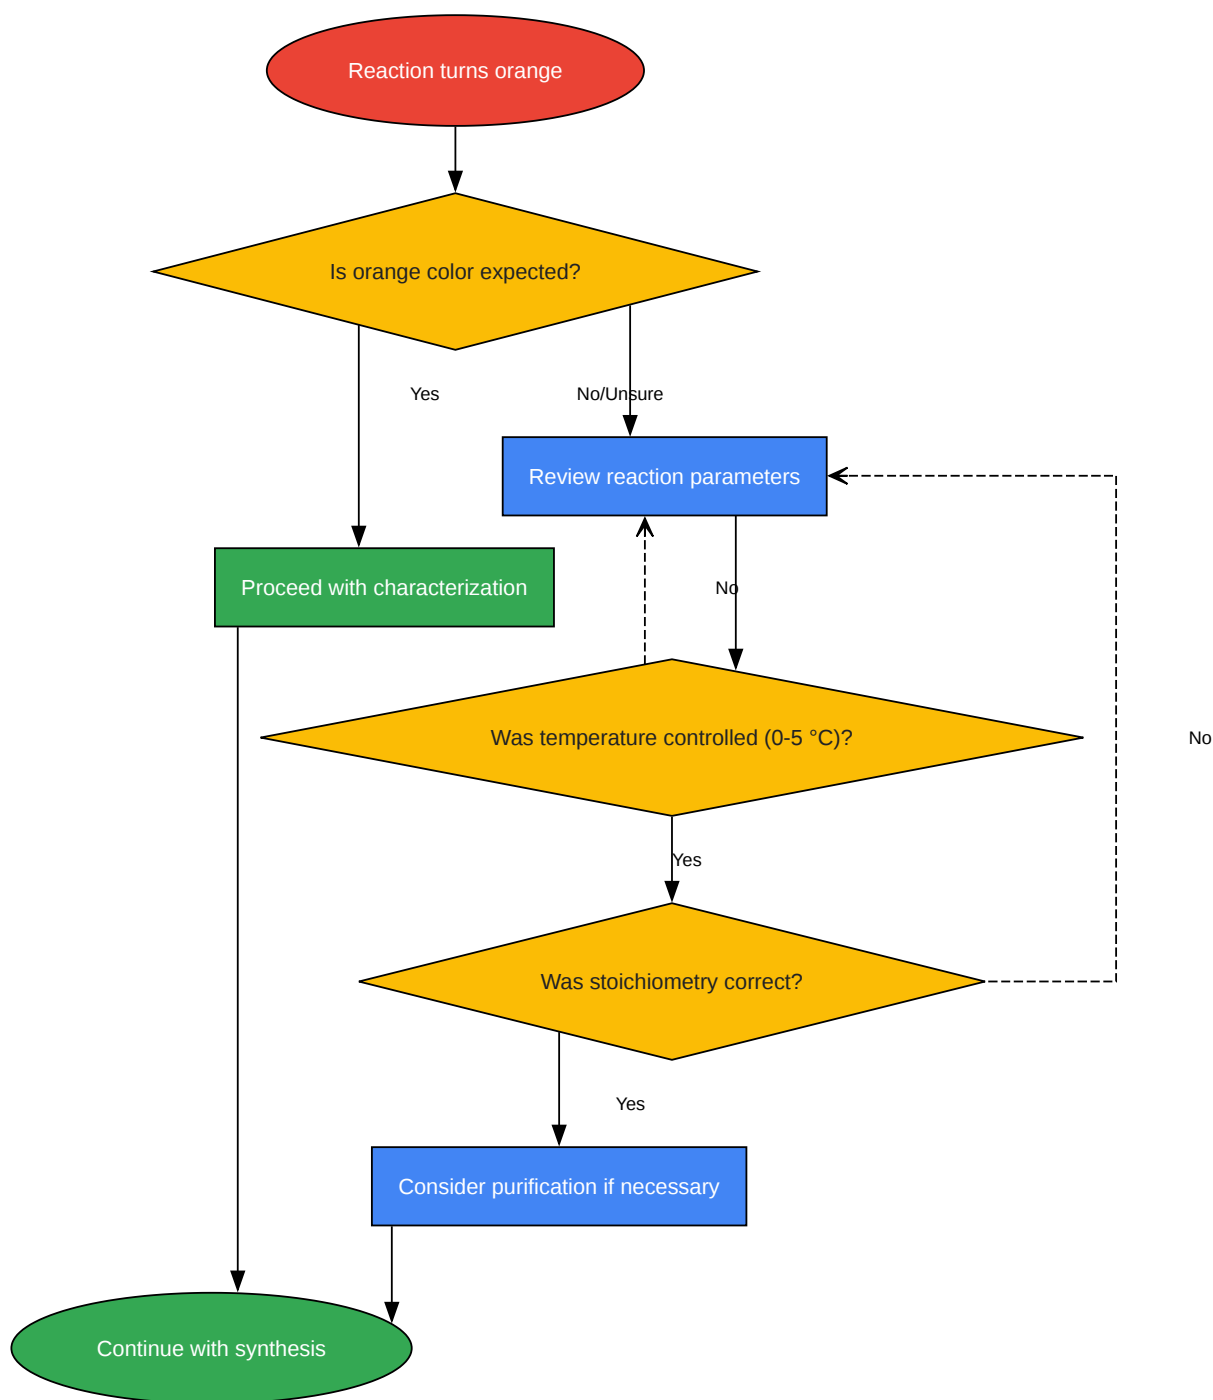 Reaction turns orange
Is orange color expected?
Yes
No/Unsure
Review reaction parameters
Proceed with characterization
No
Was temperature controlled (0-5 °C)?
No
Yes
Was stoichiometry correct?
Yes
Consider purification if necessary
Continue with synthesis